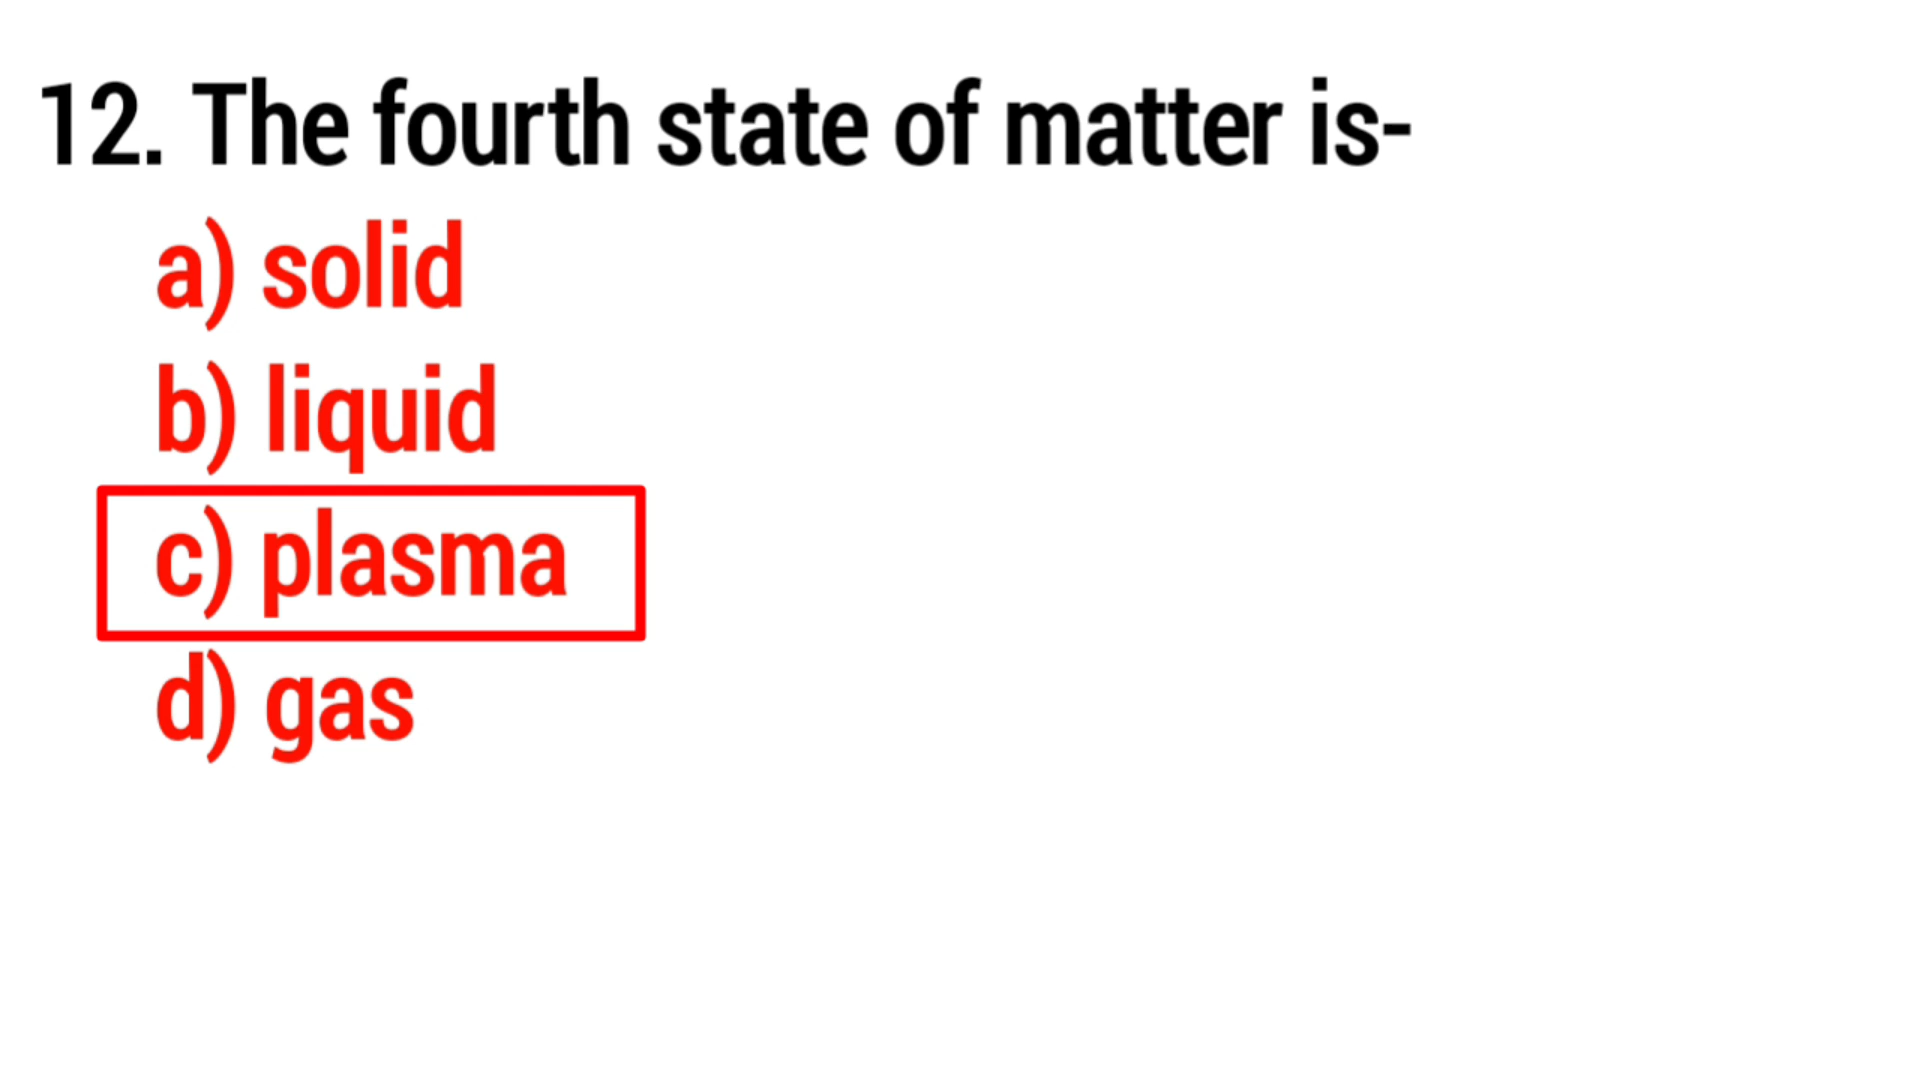 12. The fourth state of matter is-
a) solid
b) liquid
c) plasma
d) gas